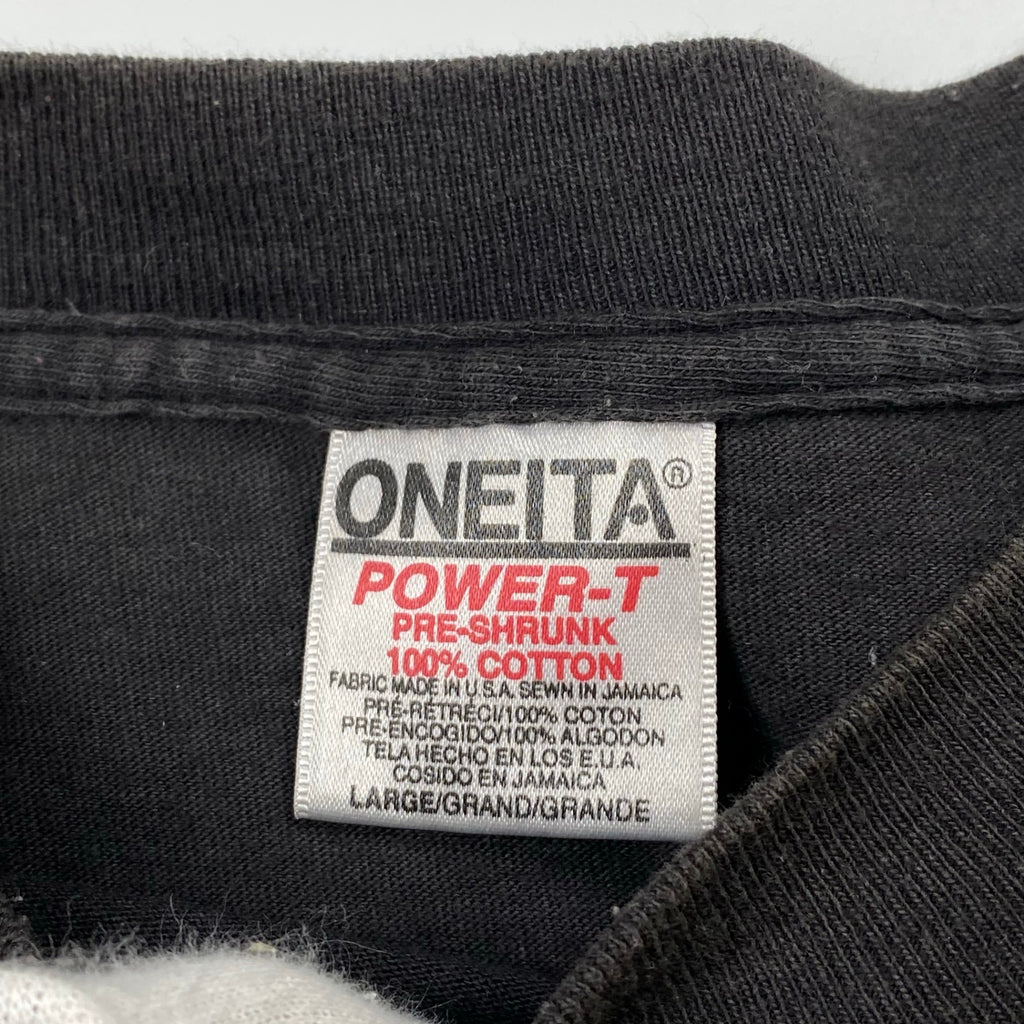 ONEITA®
POWER-T
PRE-SHRUNK
100% COTTON
FABRIC MADE IN U.S.A. SEWN IN JAMAICA
PRÉ-RÉTRÉCI/100% COTON
PRE-ENCOGIDO/100% ALGODON
TELA HECHO EN LOS E.U.A.
COSIDO EN JAMAICA
LARGE/GRAND/GRANDE